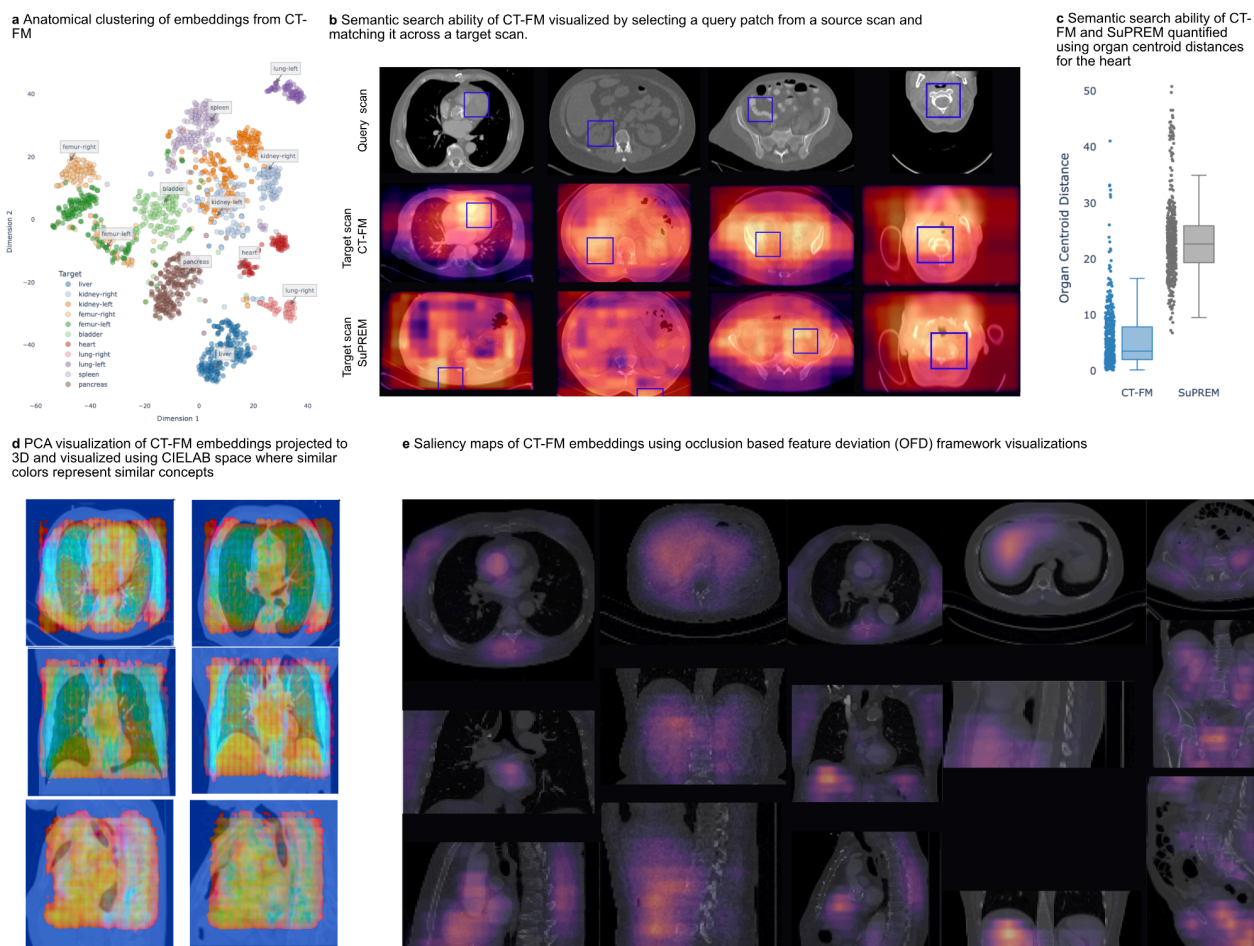 a Anatomical clustering of embeddings from CT-
FM
lung-left
40
spleen
femur-right
20
kidney-right
bladder
kidney-left
0
femur-left
heart
pancreas
−20
lung-right
−40
liver
Dimension 2
Target
liver
kidney-right
kidney-left
femur-right
femur-left
bladder
heart
lung-right
lung-left
spleen
pancreas
−60
−40
−20
0
20
40
Dimension 1
b Semantic search ability of CT-FM visualized by selecting a query patch from a source scan and
matching it across a target scan.
Query scan
Target scan
CT-FM
Target scan
SuPREM
c Semantic search ability of CT-
FM and SuPREM quantified
using organ centroid distances
for the heart
50
40
30
20
10
0
Organ Centroid Distance
CT-FM
SuPREM
d PCA visualization of CT-FM embeddings projected to
3D and visualized using CIELAB space where similar
colors represent similar concepts
e Saliency maps of CT-FM embeddings using occlusion based feature deviation (OFD) framework visualizations